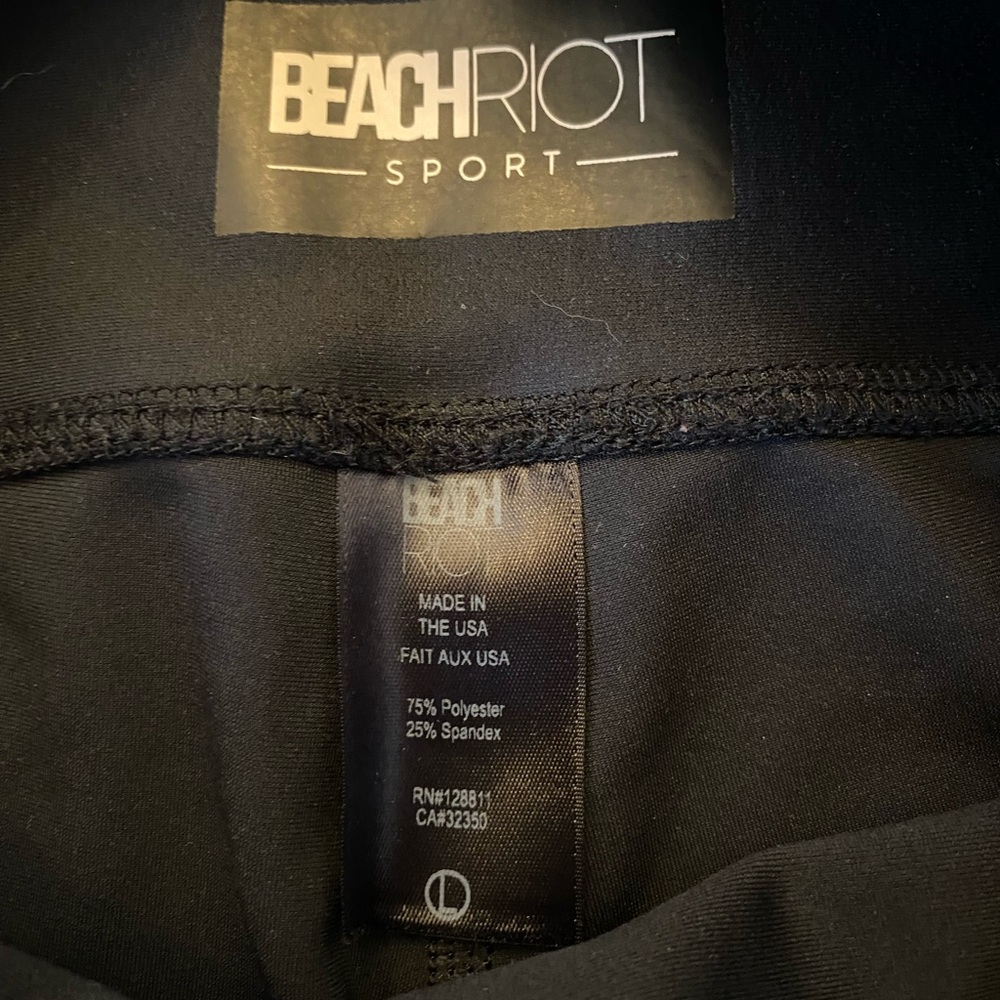 BEACHRIOT
SPORT
BEACH
RIOT
MADE IN
THE USA
FAIT AUX USA
75% Polyester
25% Spandex
RN#128811
CA#32350
L